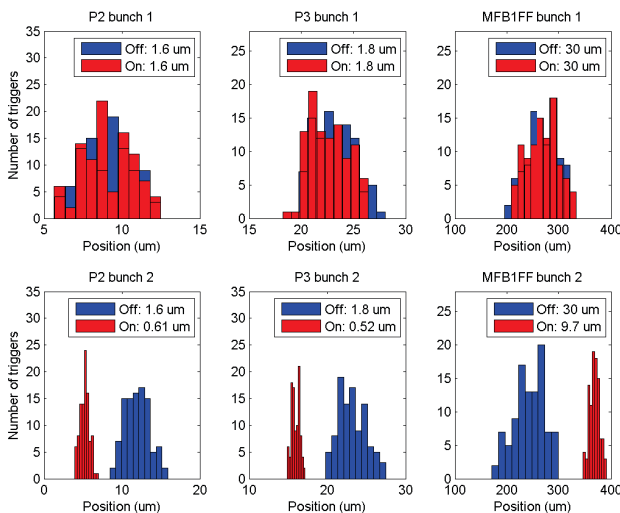 P2 bunch 1
P3 bunch 1
MFB1FF bunch 1
Off: 1.6 um
On: 1.6 um
Off: 1.8 um
On: 1.8 um
Off: 30 um
On: 30 um
Number of triggers
0
5
10
15
20
25
30
35
5
10
15
Position (um)
0
5
10
15
20
25
15
20
25
30
Position (um)
0
5
10
15
20
25
100
200
300
400
Position (um)
P2 bunch 2
P3 bunch 2
MFB1FF bunch 2
Off: 1.6 um
On: 0.61 um
Off: 1.8 um
On: 0.52 um
Off: 30 um
On: 9.7 um
Number of triggers
0
5
10
15
20
25
30
35
0
10
20
Position (um)
0
5
10
15
20
25
30
35
10
20
30
Position (um)
0
5
10
15
20
25
100
200
300
400
Position (um)